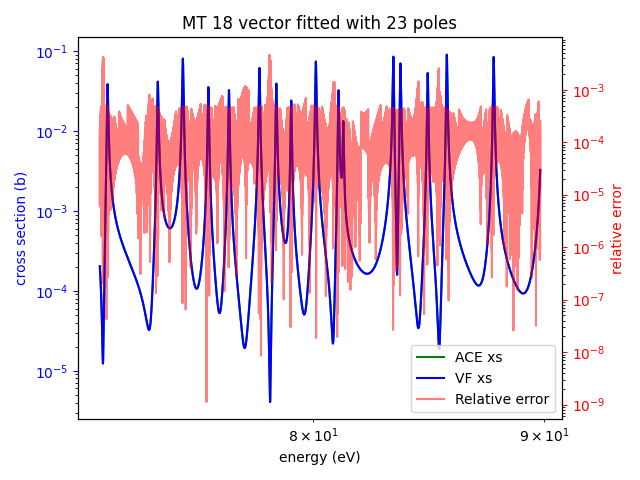 MT 18 vector fitted with 23 poles
10⁻¹
10⁻²
10⁻³
10⁻⁴
10⁻⁵
cross section (b)
10⁻³
10⁻⁴
10⁻⁵
10⁻⁶
10⁻⁷
10⁻⁸
10⁻⁹
relative error
ACE xs
VF xs
Relative error
8 × 10¹
9 × 10¹
energy (eV)